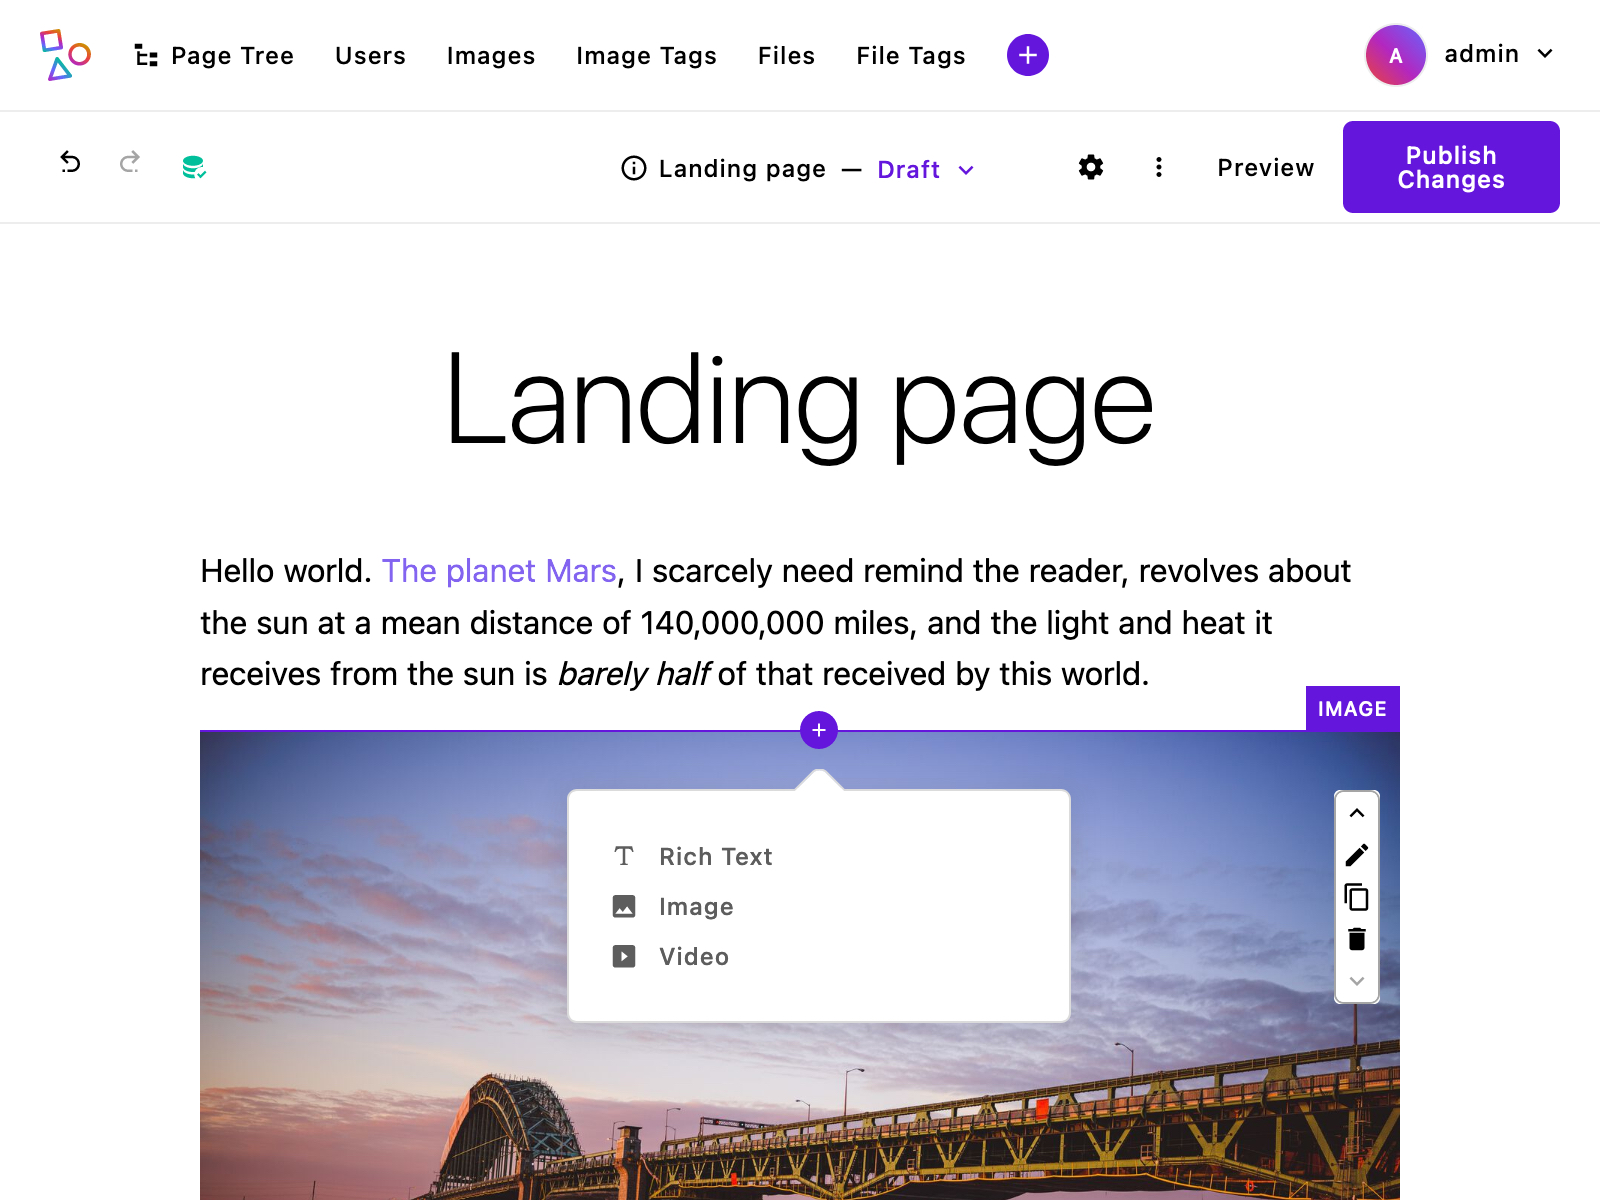 Page Tree Users Images Image Tags Files File Tags
A admin
Landing page — Draft
Preview
Publish
Changes
Landing page
Hello world. The planet Mars, I scarcely need remind the reader, revolves about
the sun at a mean distance of 140,000,000 miles, and the light and heat it
receives from the sun is barely half of that received by this world.
IMAGE
Rich Text
Image
Video